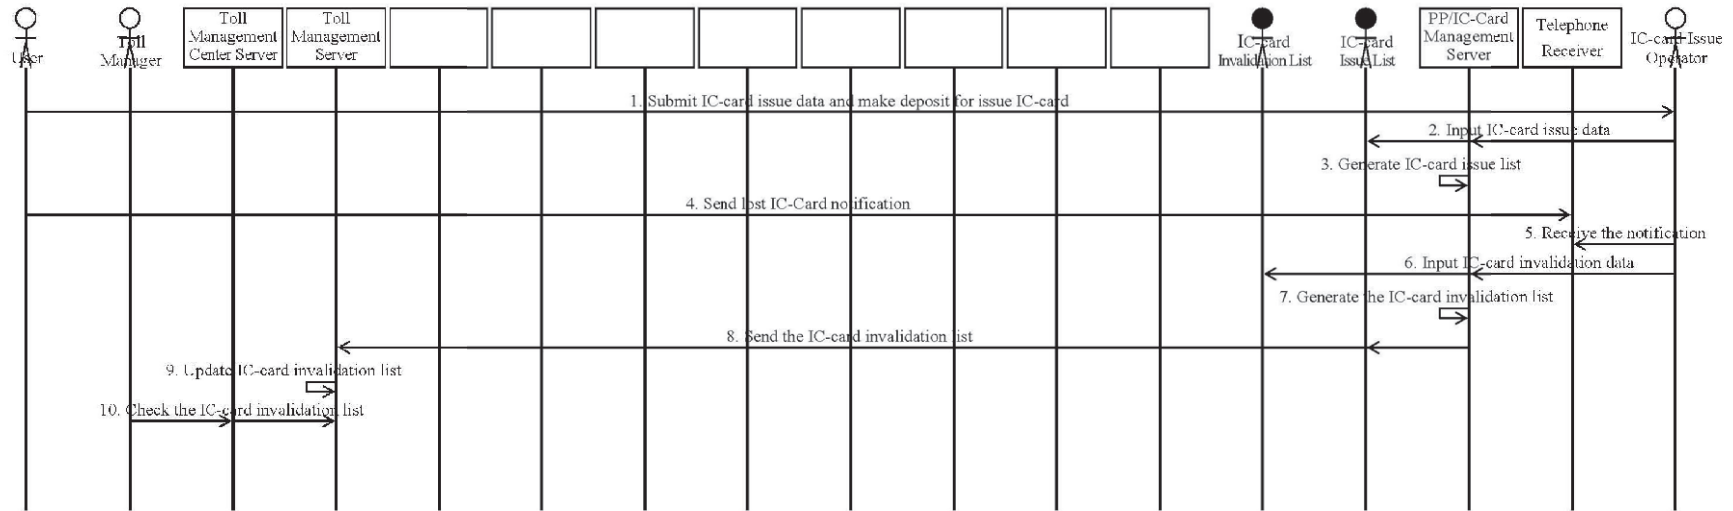 User
Toll
Manager
Toll
Management
Center Server
Toll
Management
Server
IC-card
Invalidation List
IC-card
Issue List
PP/IC-Card
Management
Server
Telephone
Receiver
IC-card Issue
Operator
1. Submit IC-card issue data and make deposit for issue IC-card
2. Input IC-card issue data
3. Generate IC-card issue list
4. Send lost IC-Card notification
5. Receive the notification
6. Input IC-card invalidation data
7. Generate the IC-card invalidation list
8. Send the IC-card invalidation list
9. Update IC-card invalidation list
10. Check the IC-card invalidation list